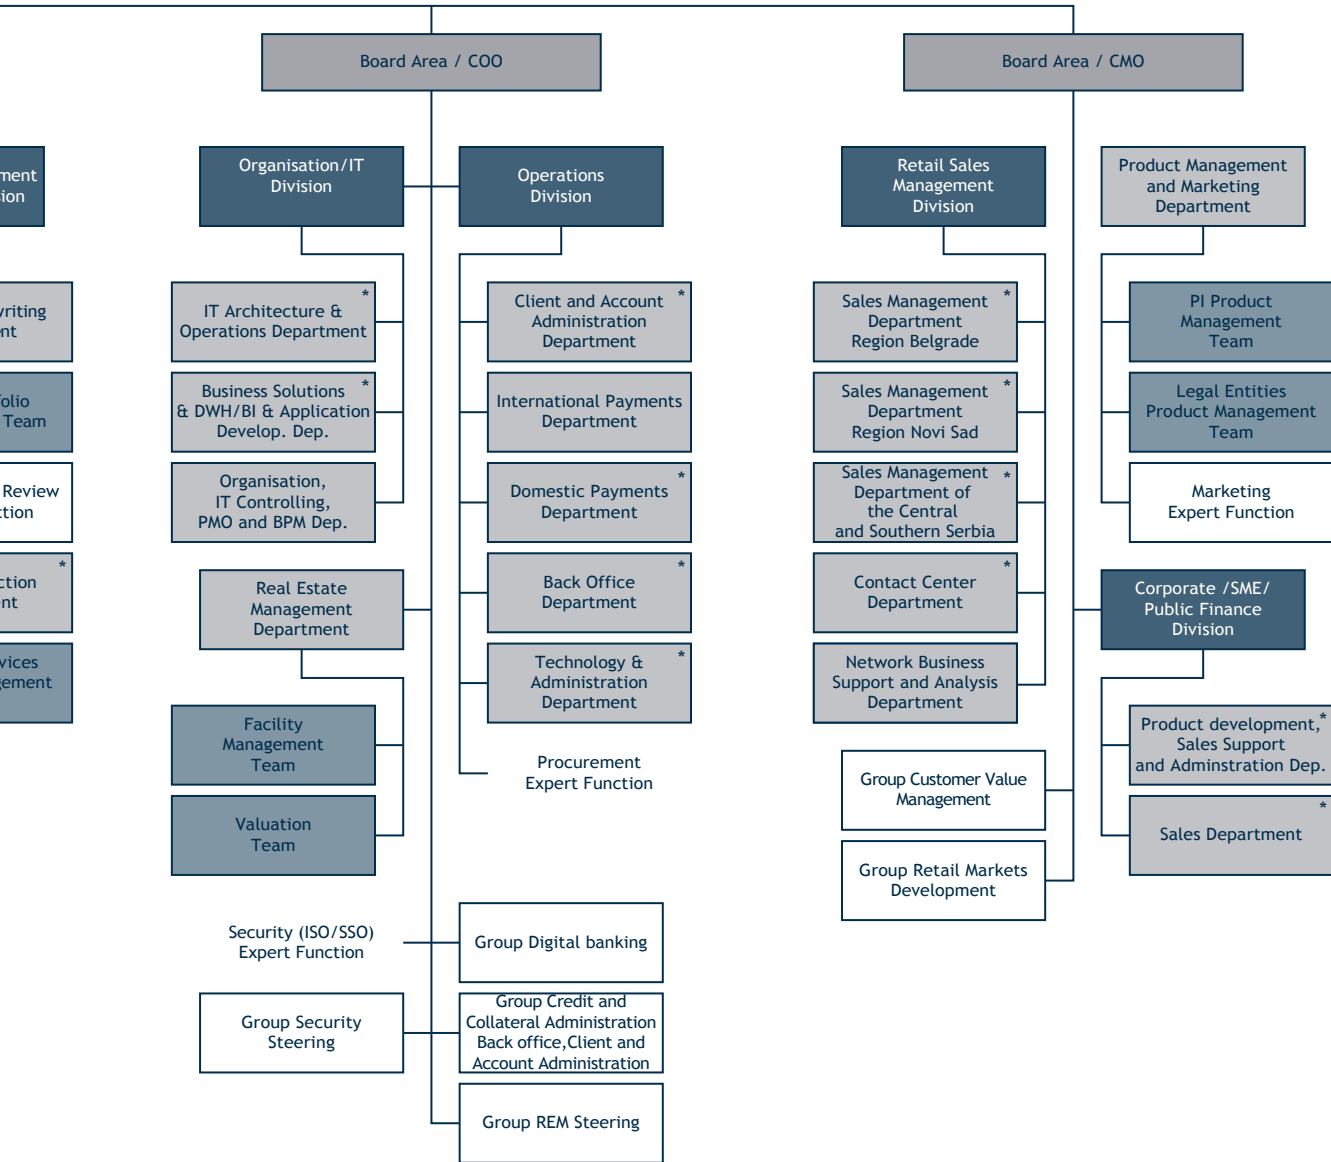 Board Area / COO
Board Area / CMO
Organisation/IT
Division
Operations
Division
Retail Sales
Management
Division
Product Management
and Marketing
Department
*
IT Architecture &
Operations Department
*
Business Solutions
& DWH/BI & Application
Develop. Dep.
Organisation,
IT Controlling,
PMO and BPM Dep.
Real Estate
Management
Department
Facility
Management
Team
Valuation
Team
Security (ISO/SSO)
Expert Function
Group Security
Steering
Client and Account *
Administration
Department
International Payments
Department
*
Domestic Payments
Department
*
Back Office
Department
*
Technology &
Administration
Department
Procurement
Expert Function
Group Digital banking
Group Credit and
Collateral Administration
Back office,Client and
Account Administration
Group REM Steering
Sales Management *
Department
Region Belgrade
Sales Management *
Department
Region Novi Sad
Sales Management *
Department of
the Central
and Southern Serbia
*
Contact Center
Department
Network Business
Support and Analysis
Department
Group Customer Value
Management
Group Retail Markets
Development
PI Product
Management
Team
Legal Entities
Product Management
Team
Marketing
Expert Function
Corporate /SME/
Public Finance
Division
Product development, *
Sales Support
and Adminstration Dep.
*
Sales Department
Team
Review
*